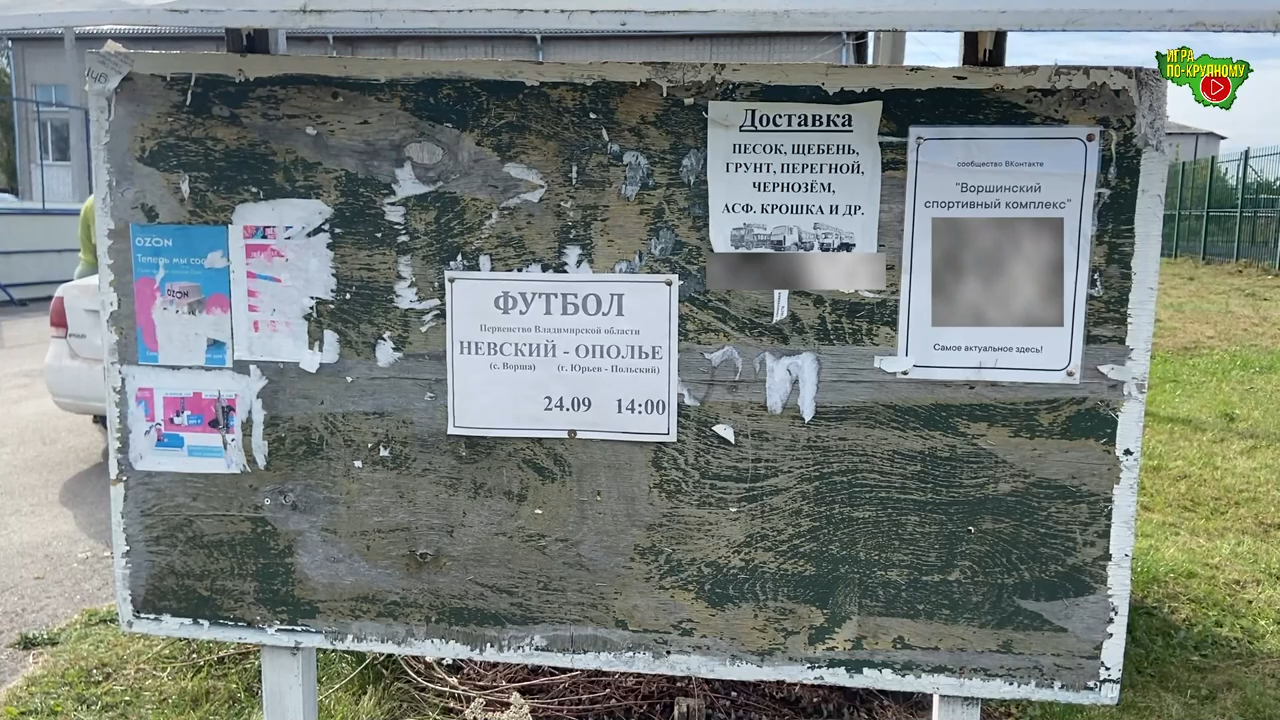 ИГРА
ПО-КРУПНОМУ
Доставка
ПЕСОК, ЩЕБЕНЬ,
ГРУНТ, ПЕРЕГНОЙ,
ЧЕРНОЗЁМ,
АСФ. КРОШКА И ДР.
сообщество ВКонтакте
"Воршинский
спортивный комплекс"
Самое актуальное здесь!
OZON
Теперь мы
OZON
ФУТБОЛ
Первенство Владимирской области
НЕВСКИЙ - ОПОЛЬЕ
(с. Ворша) (г. Юрьев - Польский)
24.09 14:00